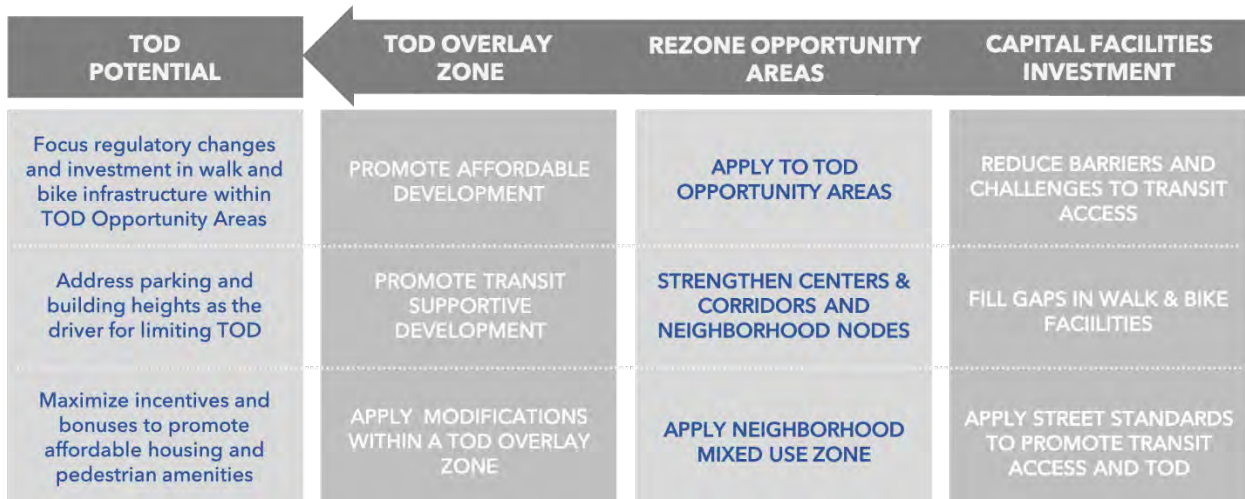 TOD
POTENTIAL
TOD OVERLAY
ZONE
REZONE OPPORTUNITY
AREAS
CAPITAL FACILITIES
INVESTMENT
Focus regulatory changes
and investment in walk and
bike infrastructure within
TOD Opportunity Areas
PROMOTE AFFORDABLE
DEVELOPMENT
APPLY TO TOD
OPPORTUNITY AREAS
REDUCE BARRIERS AND
CHALLENGES TO TRANSIT
ACCESS
Address parking and
building heights as the
driver for limiting TOD
PROMOTE TRANSIT
SUPPORTIVE
DEVELOPMENT
STRENGTHEN CENTERS &
CORRIDORS AND
NEIGHBORHOOD NODES
FILL GAPS IN WALK & BIKE
FACIILITIES
Maximize incentives and
bonuses to promote
affordable housing and
pedestrian amenities
APPLY MODIFICATIONS
WITHIN A TOD OVERLAY
ZONE
APPLY NEIGHBORHOOD
MIXED USE ZONE
APPLY STREET STANDARDS
TO PROMOTE TRANSIT
ACCESS AND TOD